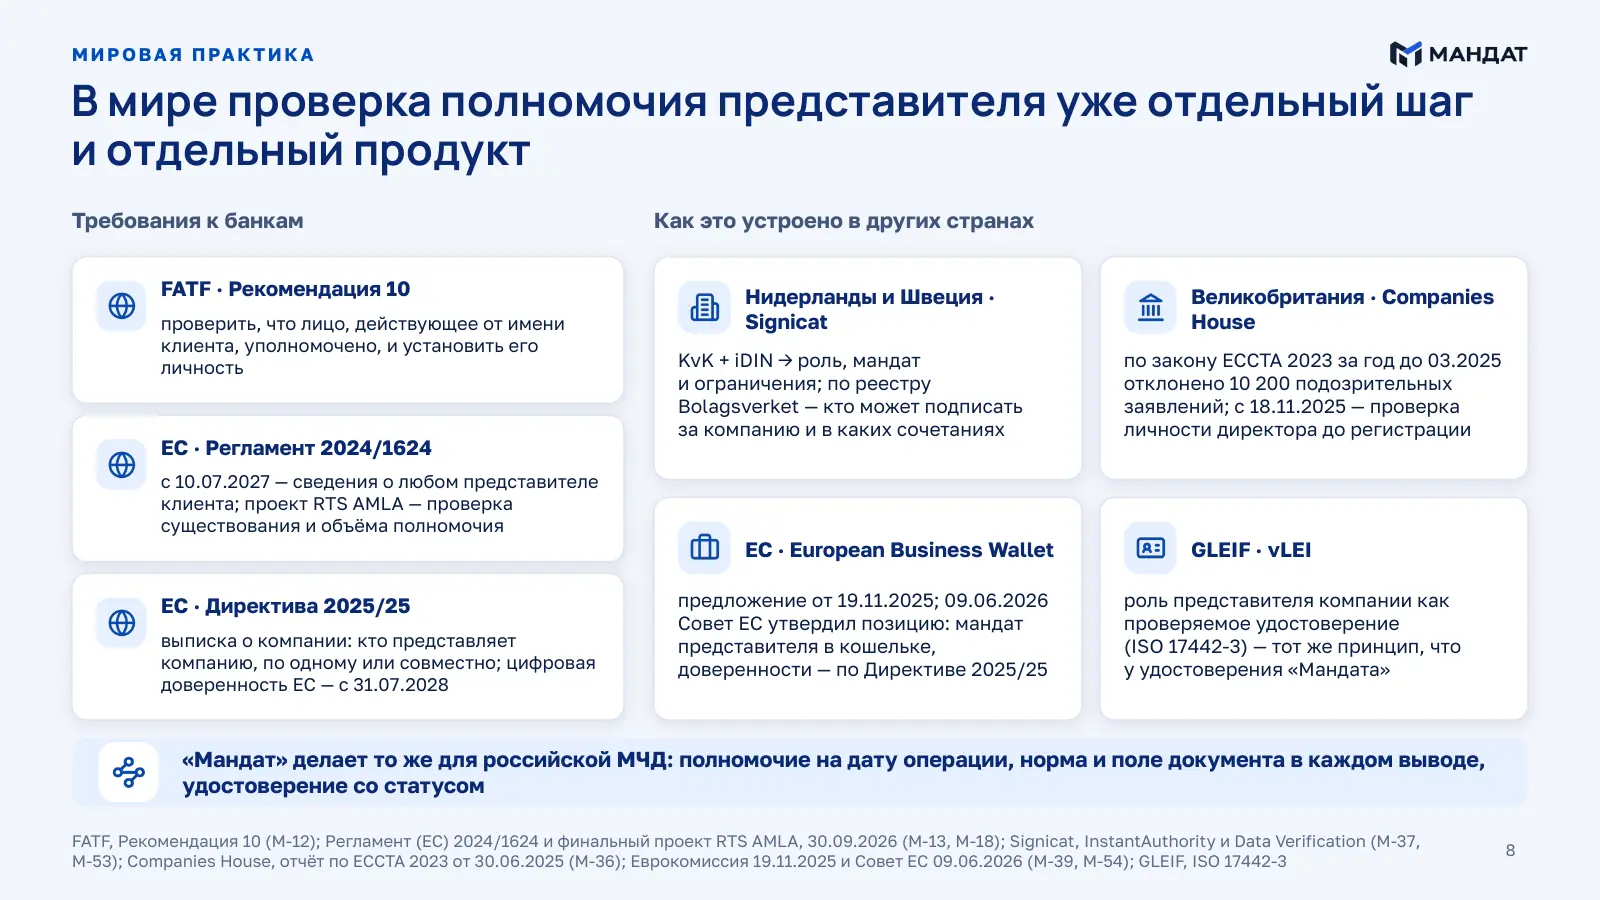 МИРОВАЯ ПРАКТИКА
МАНДАТ
В мире проверка полномочия представителя уже отдельный шаг
и отдельный продукт
Требования к банкам
FATF · Рекомендация 10
проверить, что лицо, действующее от имени
клиента, уполномочено, и установить его
личность
ЕС · Регламент 2024/1624
с 10.07.2027 — сведения о любом представителе
клиента; проект RTS AMLA — проверка
существования и объёма полномочия
ЕС · Директива 2025/25
выписка о компании: кто представляет
компанию, по одному или совместно; цифровая
доверенность ЕС — с 31.07.2028
Как это устроено в других странах
Нидерланды и Швеция ·
Signicat
KvK + iDIN → роль, мандат
и ограничения; по реестру
Bolagsverket — кто может подписать
за компанию и в каких сочетаниях
Великобритания · Companies
House
по закону ECCTA 2023 за год до 03.2025
отклонено 10 200 подозрительных
заявлений; с 18.11.2025 — проверка
личности директора до регистрации
ЕС · European Business Wallet
предложение от 19.11.2025; 09.06.2026
Совет ЕС утвердил позицию: мандат
представителя в кошельке,
доверенности — по Директиве 2025/25
GLEIF · vLEI
роль представителя компании как
проверяемое удостоверение
(ISO 17442-3) — тот же принцип, что
у удостоверения «Мандата»
«Мандат» делает то же для российской МЧД: полномочие на дату операции, норма и поле документа в каждом выводе,
удостоверение со статусом
FATF, Рекомендация 10 (М-12); Регламент (ЕС) 2024/1624 и финальный проект RTS AMLA, 30.09.2026 (М-13, М-18); Signicat, InstantAuthority и Data Verification (М-37,
М-53); Companies House, отчёт по ECCTA 2023 от 30.06.2025 (М-36); Еврокомиссия 19.11.2025 и Совет ЕС 09.06.2026 (М-39, М-54); GLEIF, ISO 17442-3
8